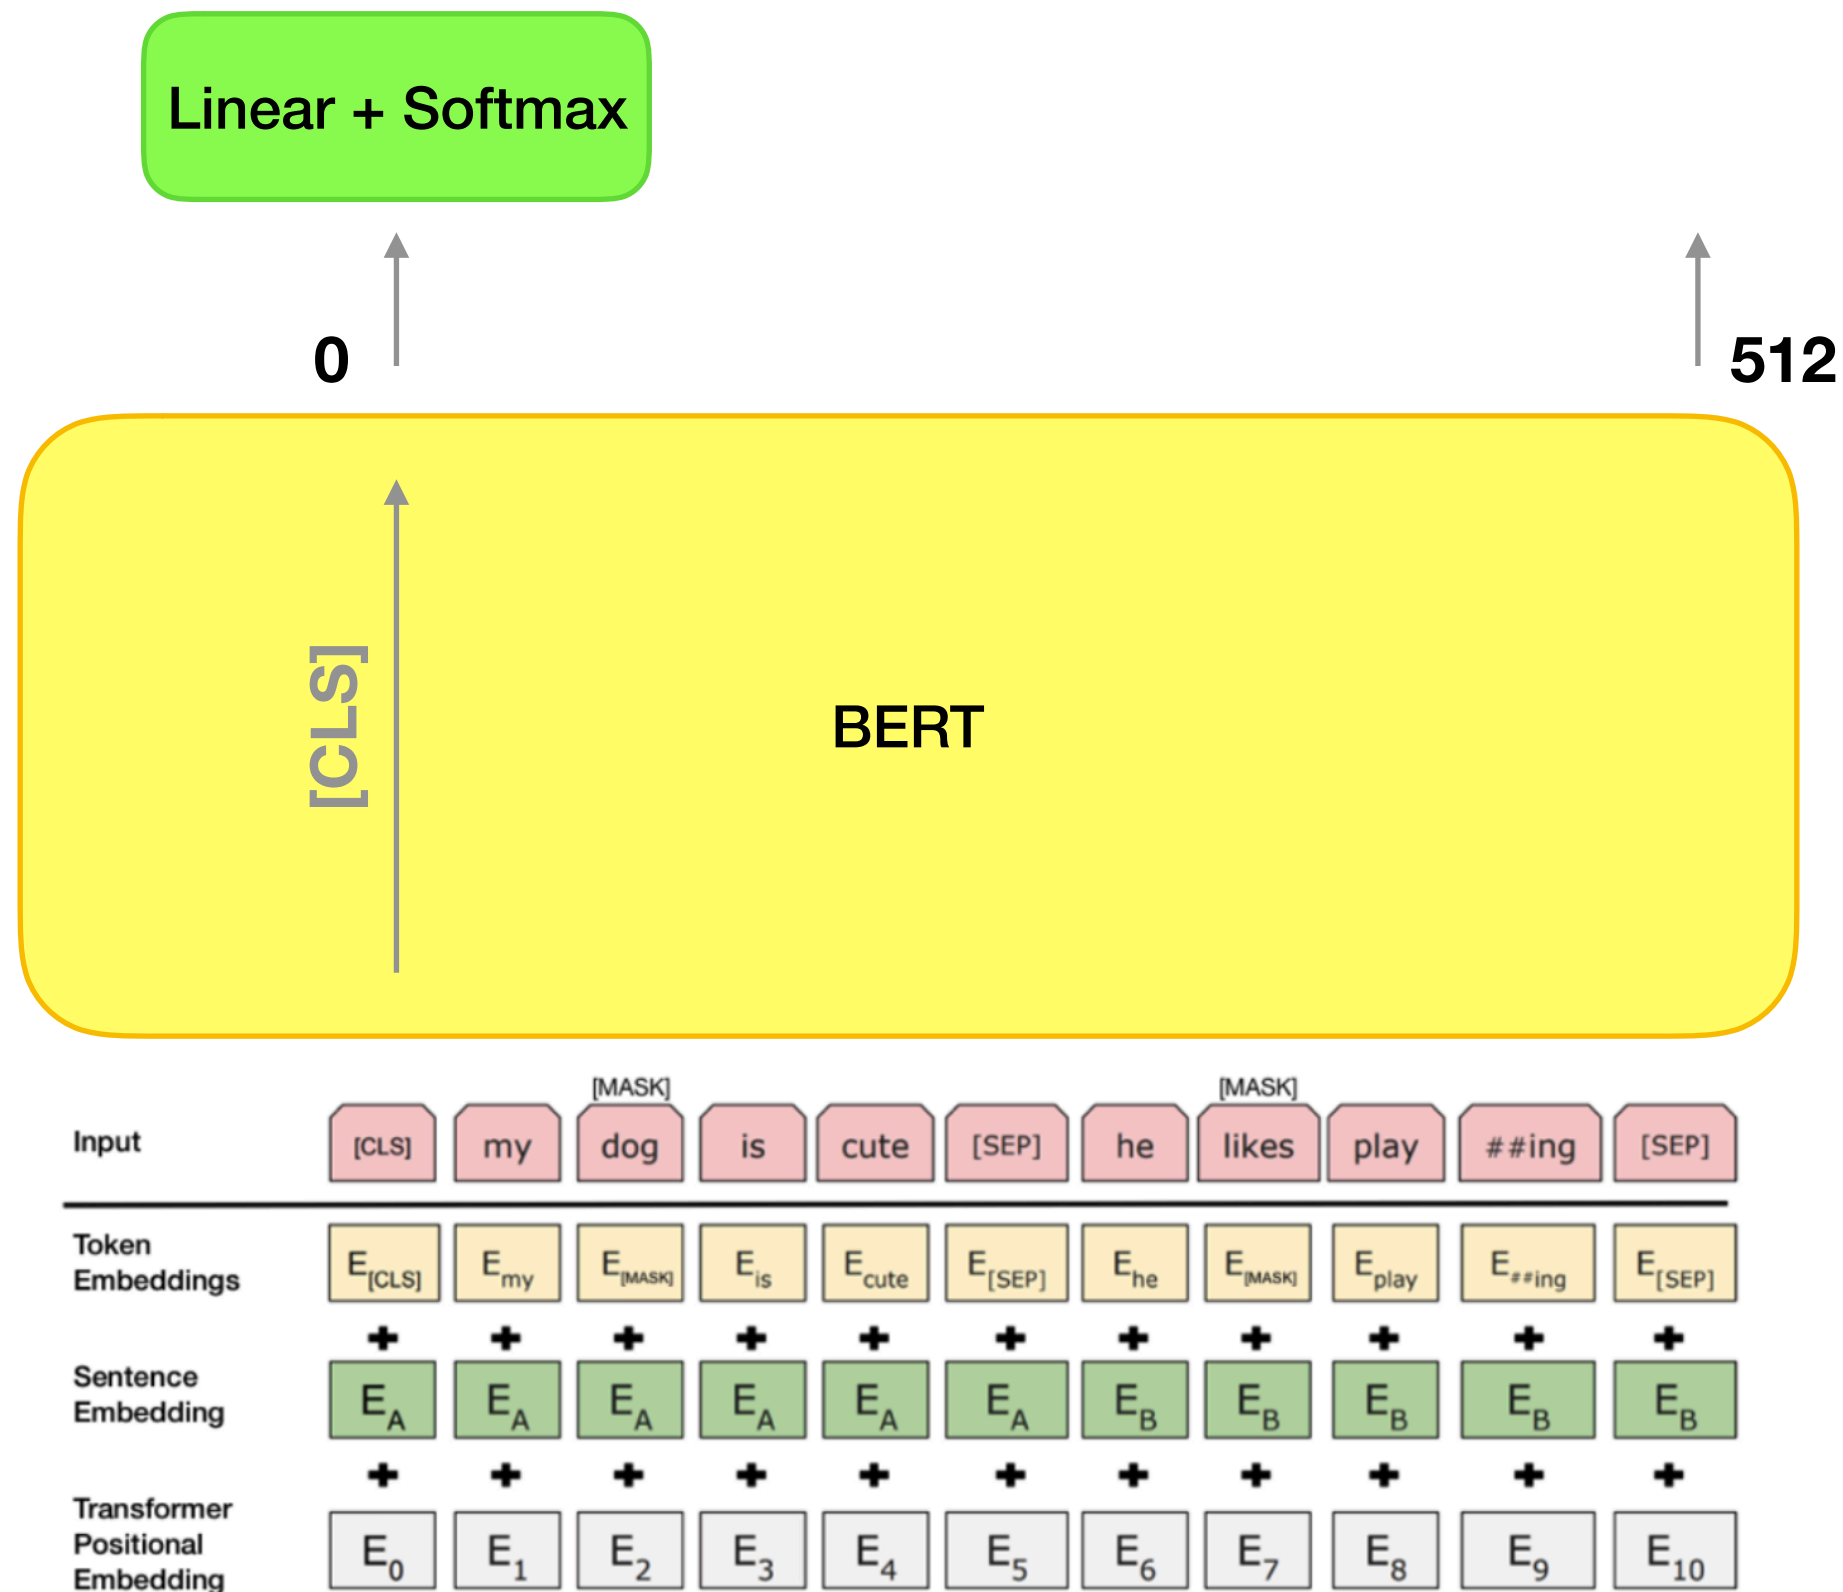 Linear + Softmax
0
512
[CLS]
BERT
[MASK] [MASK]
Input [CLS] my dog is cute [SEP] he likes play ##ing [SEP]
Token
Embeddings E[CLS] Emy E[MASK] Eis Ecute E[SEP] Ehe E[MASK] Eplay E##ing E[SEP]
+ + + + + + + + + + +
Sentence
Embedding EA EA EA EA EA EA EB EB EB EB EB
+ + + + + + + + + + +
Transformer
Positional
Embedding E0 E1 E2 E3 E4 E5 E6 E7 E8 E9 E10